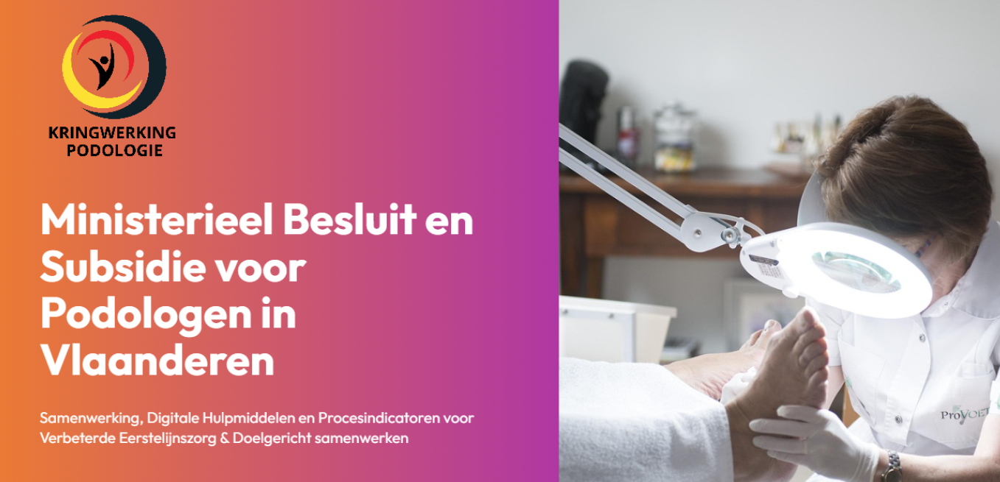 KRINGWERKING
PODOLOGIE
Ministerieel Besluit en
Subsidie voor
Podologen in
Vlaanderen
Samenwerking, Digitale Hulpmiddelen en Procesindicatoren voor
Verbeterde Eerstelijnszorg & Doelgericht samenwerken